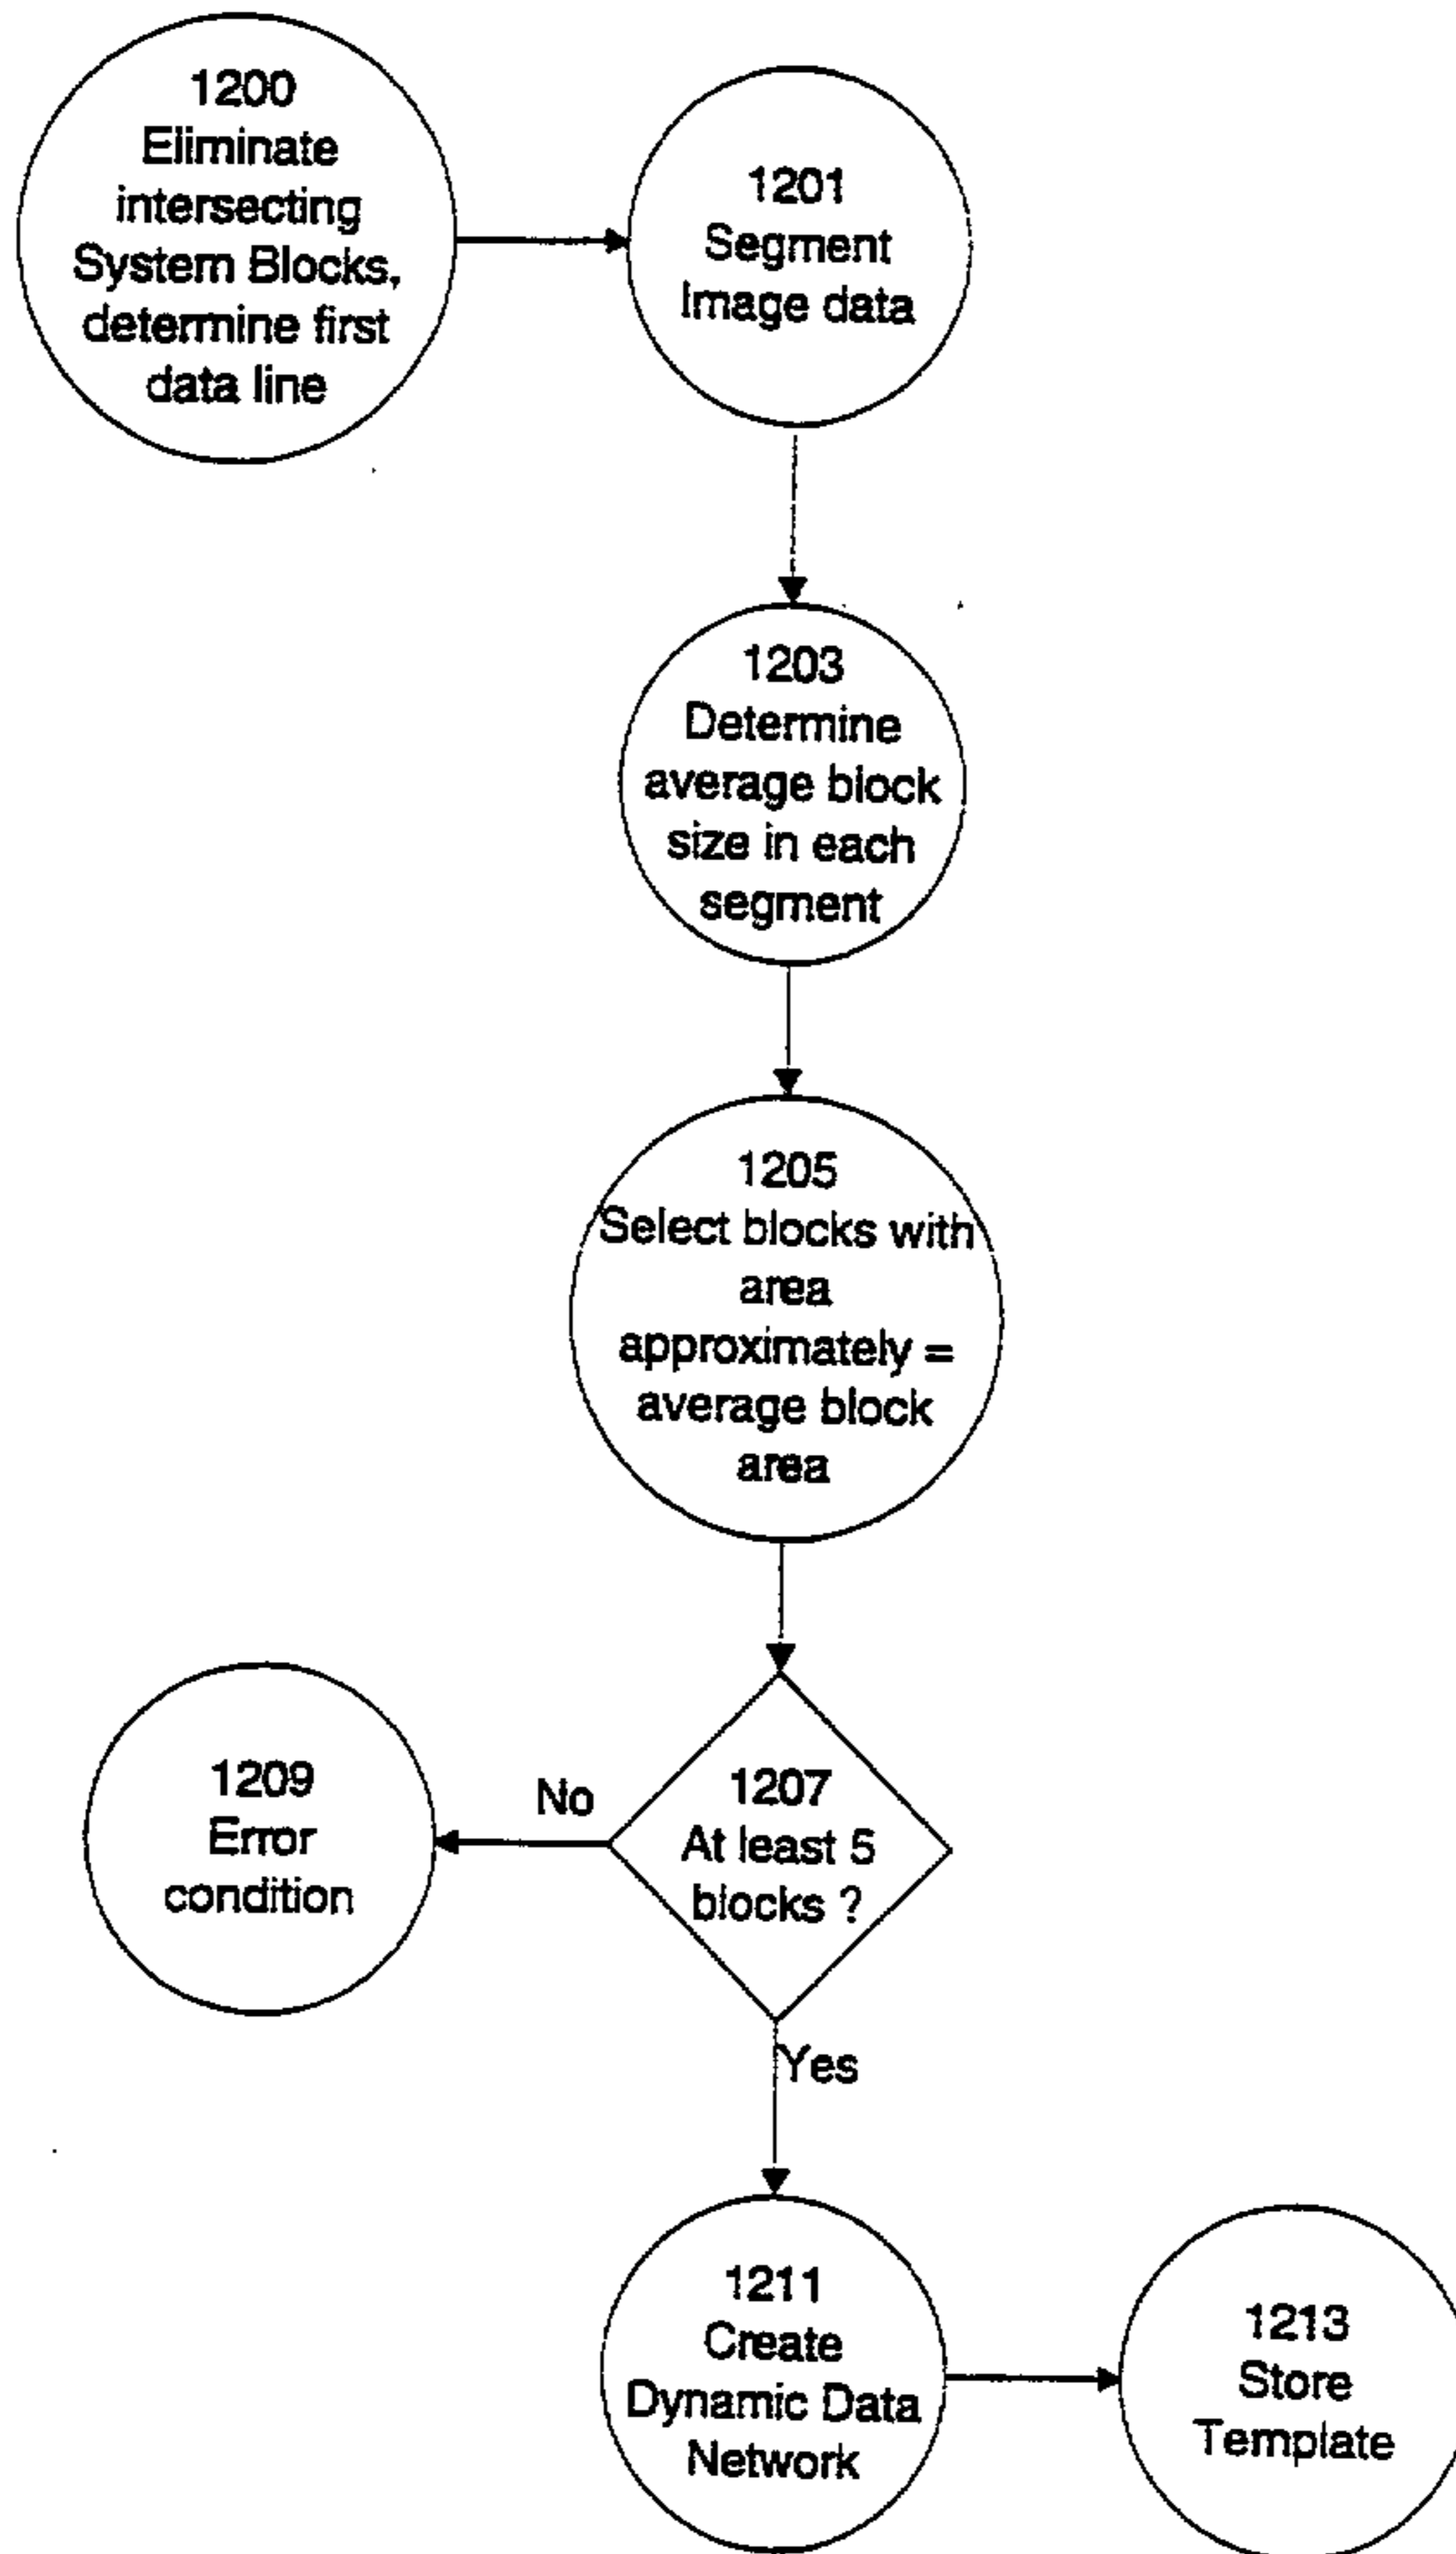 1200
Eliminate
intersecting
System Blocks,
determine first
data line
1201
Segment
Image data
1203
Determine
average block
size in each
segment
1205
Select blocks with
area
approximately =
average block
area
1207
At least 5
blocks ?
No
1209
Error
condition
Yes
1211
Create
Dynamic Data
Network
1213
Store
Template